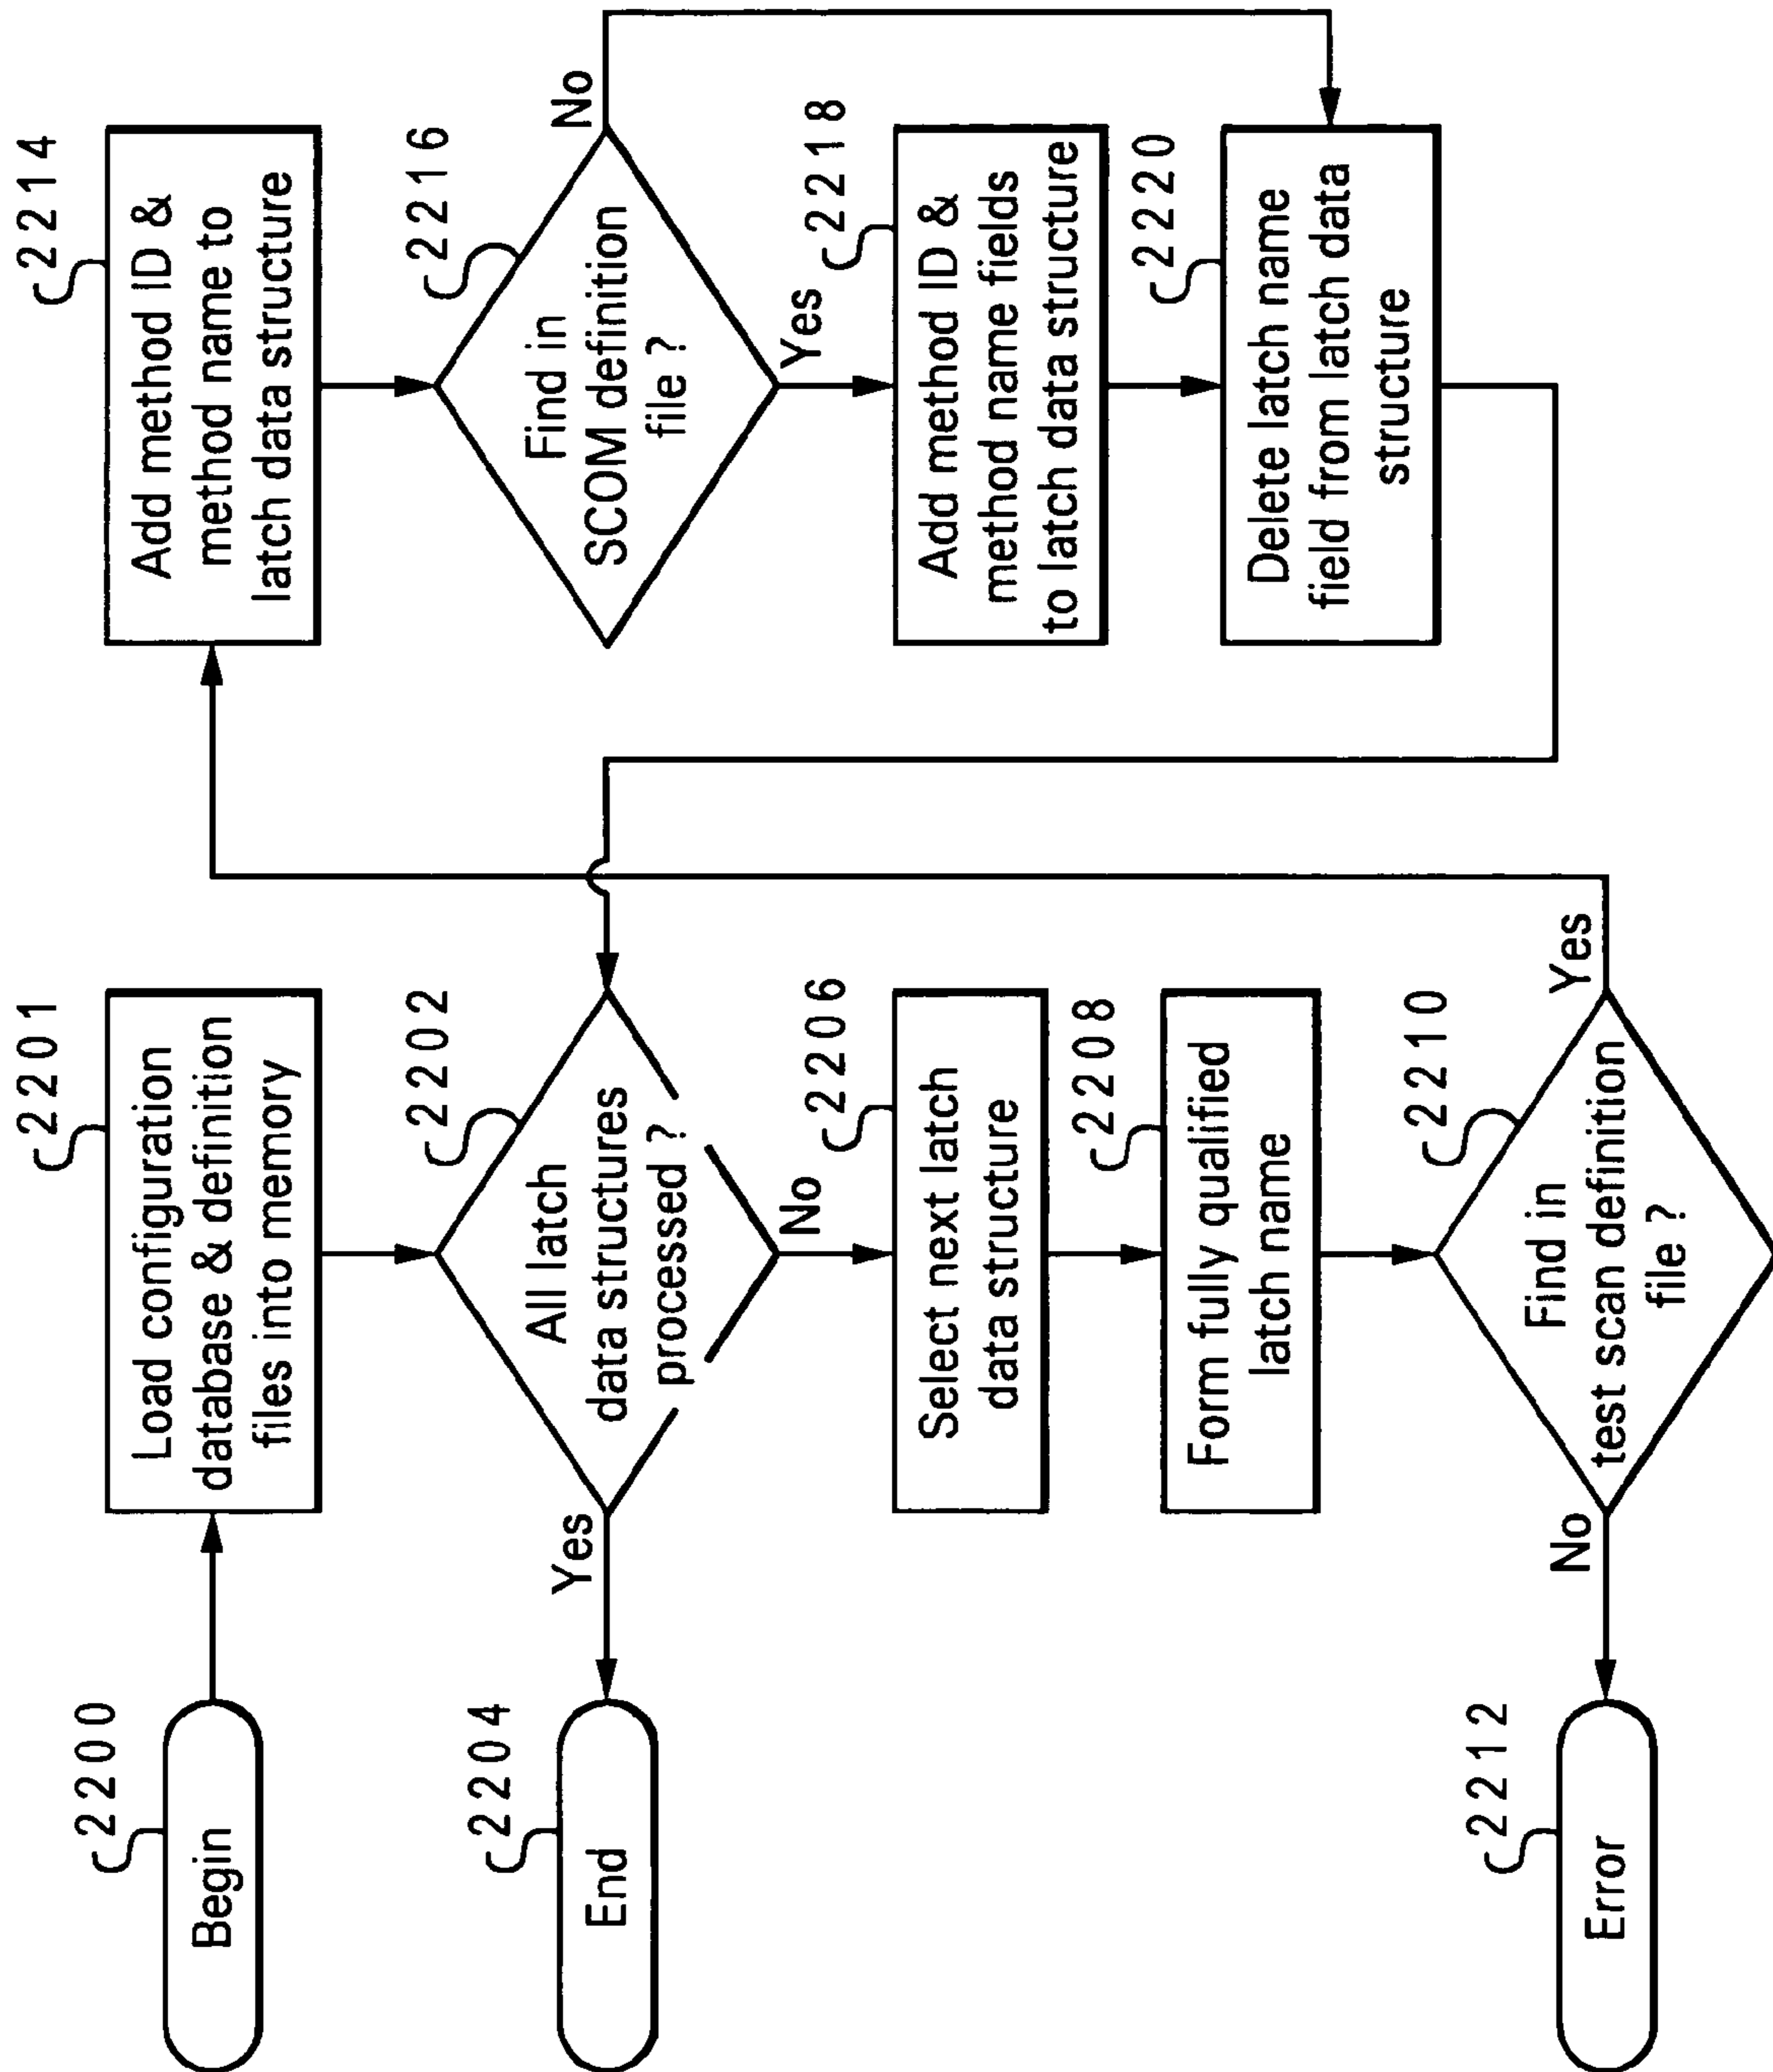 2200
Begin
2201
Load configuration
database & definition
files into memory
2202
All latch
data structures
processed ?
Yes
No
2204
End
2206
Select next latch
data structure
2208
Form fully qualified
latch name
2210
Find in
test scan definition
file ?
No
Yes
2212
Error
2214
Add method ID &
method name to
latch data structure
2216
Find in
SCOM definition
file ?
No
Yes
2218
Add method ID &
method name fields
to latch data structure
2220
Delete latch name
field from latch data
structure